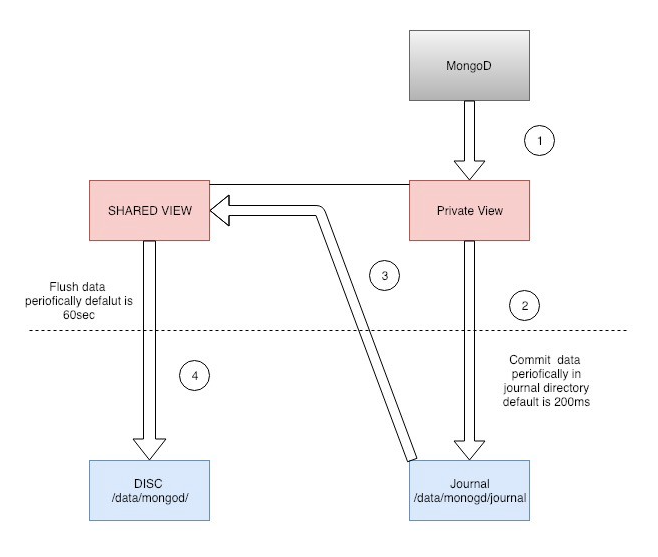 MongoD
1
SHARED VIEW
Private View
3
2
Flush data
periofically defalut is
60sec
4
Commit data
periofically in
journal directory
default is 200ms
DISC
/data/mongod/
Journal
/data/monogd/journal